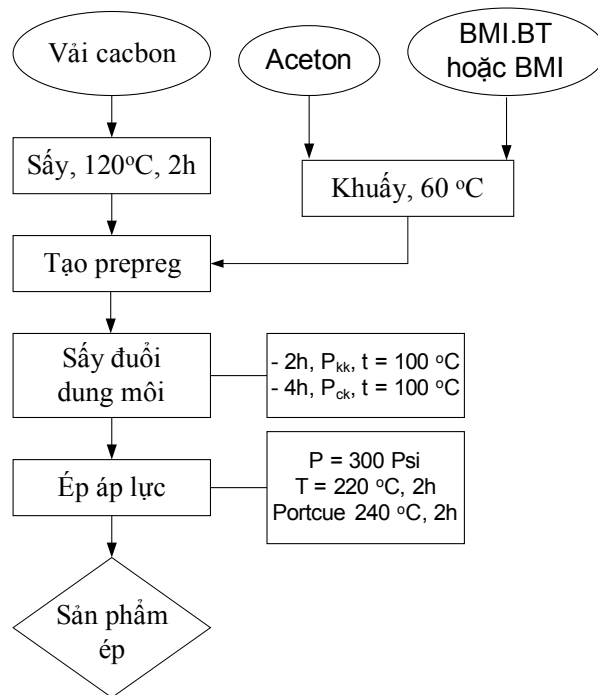 Vải cacbon
Aceton
BMI.BT
hoặc BMI
Sấy, 120°C, 2h
Khuấy, 60 °C
Tạo prepreg
Sấy đuổi
dung môi
- 2h, Pkk, t = 100 °C
- 4h, Pck, t = 100 °C
Ép áp lực
P = 300 Psi
T = 220 °C, 2h
Portcue 240 °C, 2h
Sản phẩm
ép